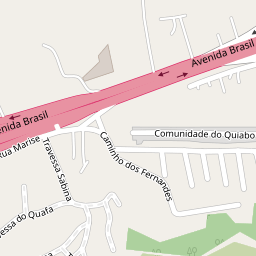 Avenida Brasil
enida Brasil
Rua Marise
Comunidade do Quiabo
Travessa Sabina
Caminho dos Fernandes
essa do Quafa